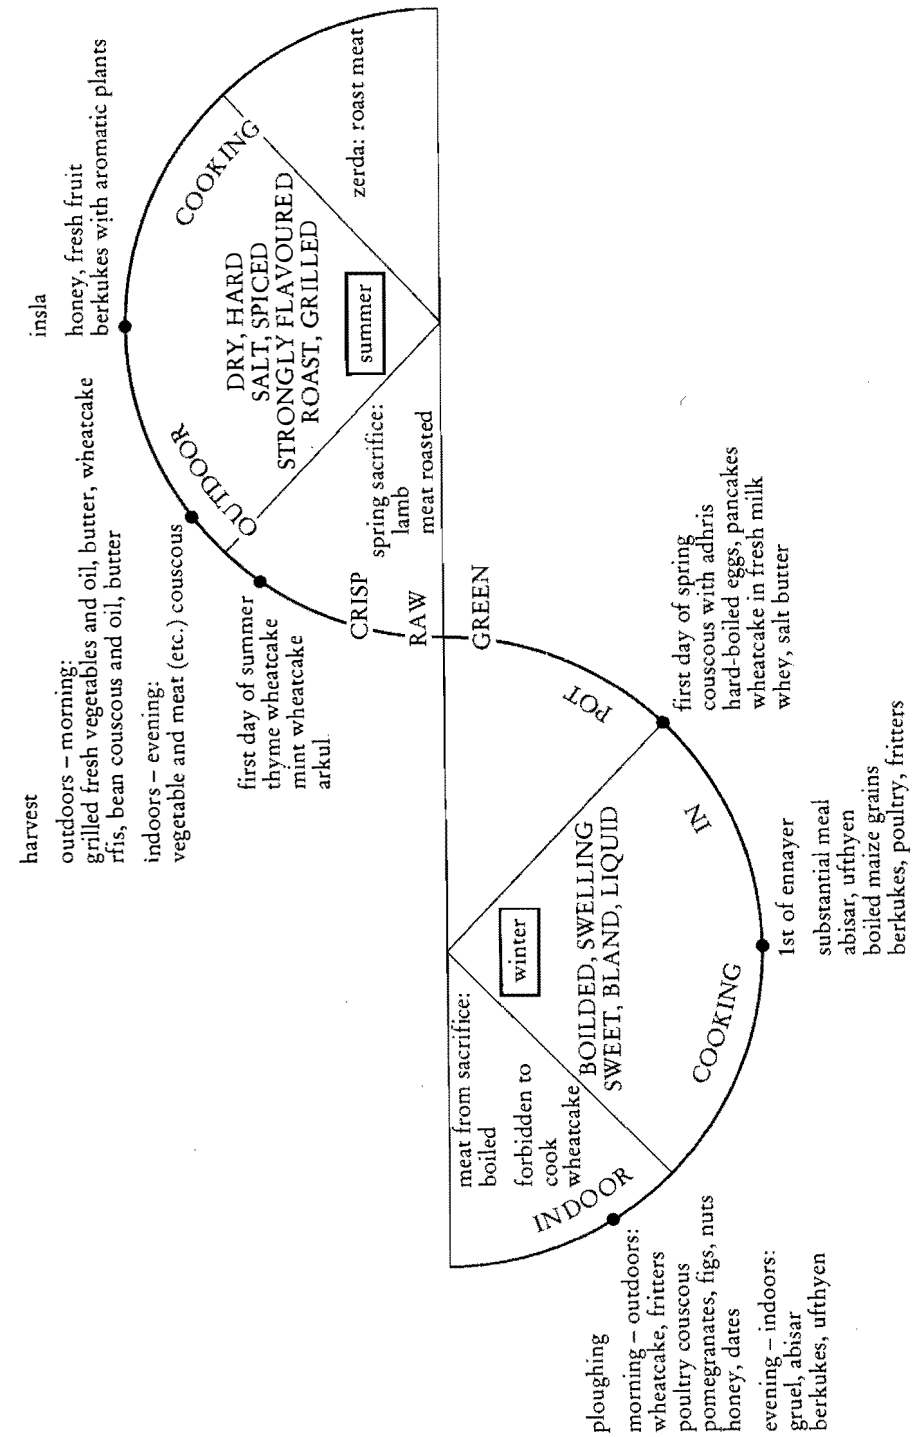 harvest
outdoors – morning:
grilled fresh vegetables and oil, butter, wheatcake
rfis, bean couscous and oil, butter
indoors – evening:
vegetable and meat (etc.) couscous
insla
honey, fresh fruit
berkukes with aromatic plants
first day of summer
thyme wheatcake
mint wheatcake
arkul
OUTDOOR
COOKING
DRY, HARD
SALT, SPICED
STRONGLY FLAVOURED
ROAST, GRILLED
summer
zerda: roast meat
spring sacrifice:
lamb
meat roasted
CRISP
RAW
GREEN
meat from sacrifice:
boiled
forbidden to
cook
wheatcake
winter
BOILDED, SWELLING
SWEET, BLAND, LIQUID
INDOOR
COOKING
IN
POT
ploughing
morning – outdoors:
wheatcake, fritters
poultry couscous
pomegranates, figs, nuts
honey, dates
evening – indoors:
gruel, abisar
berkukes, ufthyen
1st of ennayer
substantial meal
abisar, ufthyen
boiled maize grains
berkukes, poultry, fritters
first day of spring
couscous with adhris
hard-boiled eggs, pancakes
wheatcake in fresh milk
whey, salt butter